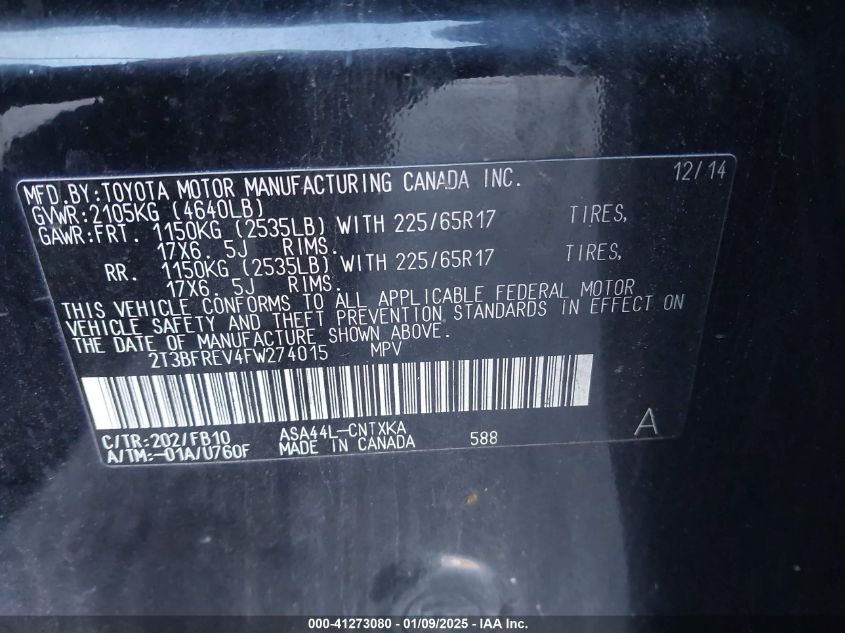 MFD.BY:TOYOTA MOTOR MANUFACTURING CANADA INC. 12/14
GVWR:2105KG (4640LB)
GAWR:FRT. 1150KG (2535LB) WITH 225/65R17 TIRES,
17X6. 5J RIMS.
RR. 1150KG (2535LB) WITH 225/65R17 TIRES,
17X6. 5J RIMS.
THIS VEHICLE CONFORMS TO ALL APPLICABLE FEDERAL MOTOR
VEHICLE SAFETY AND THEFT PREVENTION STANDARDS IN EFFECT ON
THE DATE OF MANUFACTURE SHOWN ABOVE.
2T3BFREV4FW274015 MPV
C/TR:202/FB10 ASA44L-CNTXKA
A/TM:-01A/U760F MADE IN CANADA 588 A
000-41273080 - 01/09/2025 - IAA Inc.